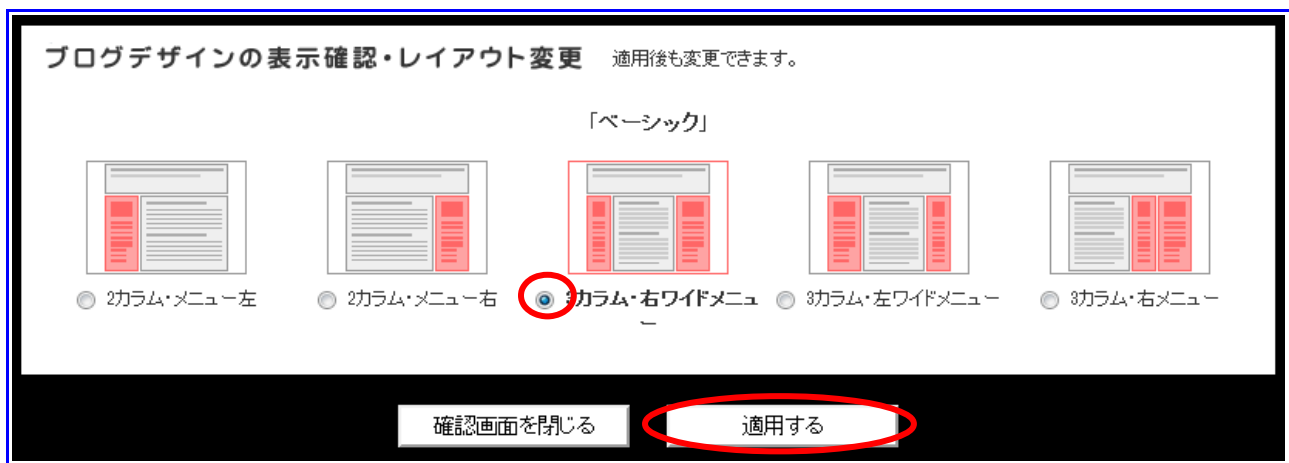 ブログデザインの表示確認・レイアウト変更 適用後も変更できます。
「ベーシック」
2カラム・メニュー左
2カラム・メニュー右
3カラム・右ワイドメニュ
ー
3カラム・左ワイドメニュー
3カラム・右メニュー
確認画面を閉じる
適用する